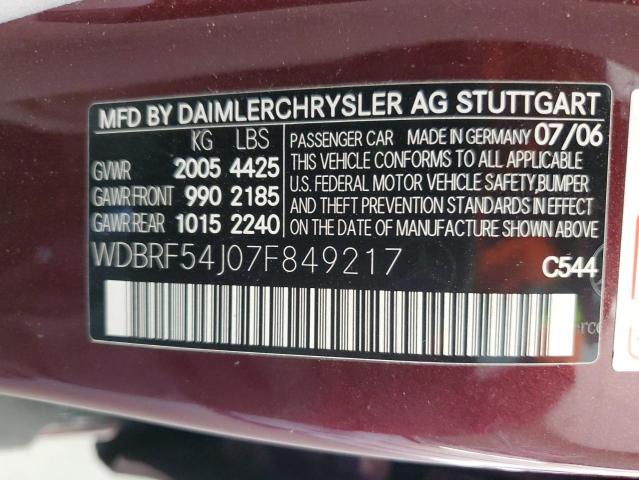 MFD BY DAIMLERCHRYSLER AG STUTTGART
KG LBS
GVWR 2005 4425
GAWR FRONT 990 2185
GAWR REAR 1015 2240
PASSENGER CAR MADE IN GERMANY 07/06
THIS VEHICLE CONFORMS TO ALL APPLICABLE
U.S. FEDERAL MOTOR VEHICLE SAFETY,BUMPER
AND THEFT PREVENTION STANDARDS IN EFFECT
ON THE DATE OF MANUFACTURE SHOWN ABOVE
WDBRF54J07F849217
C544